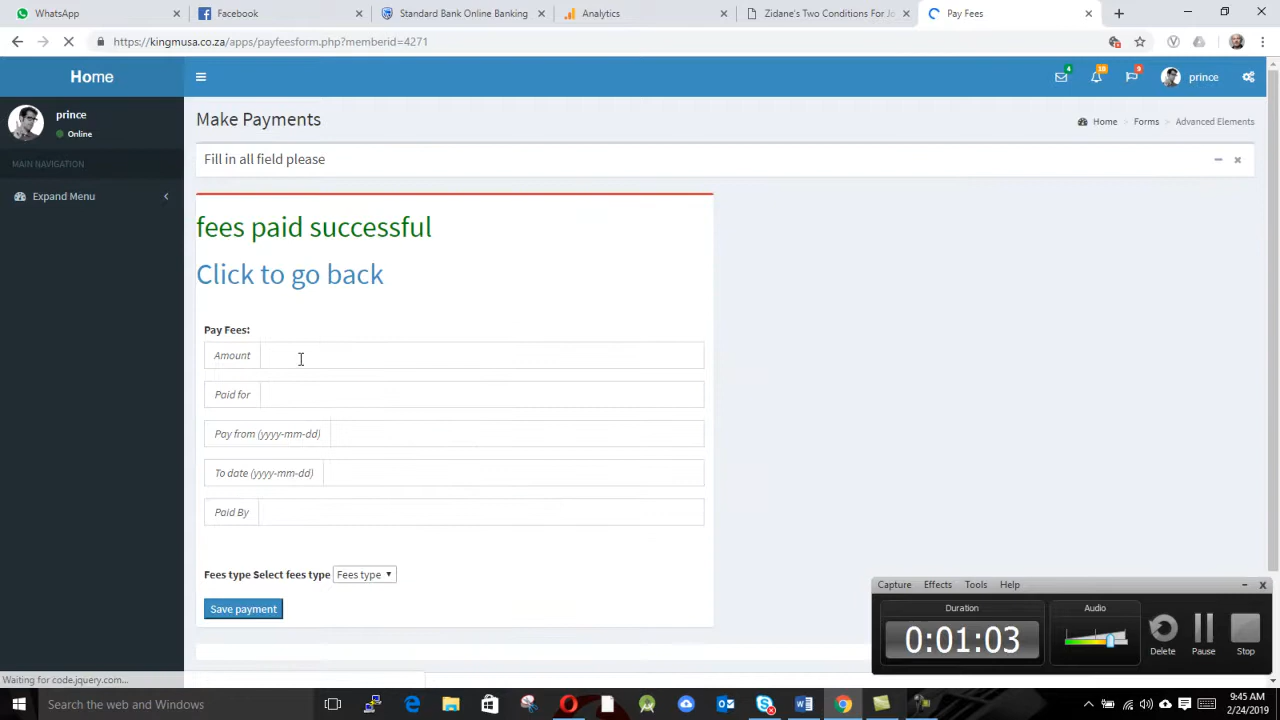 WhatsApp
Facebook
Standard Bank Online Banking
Analytics
Zidane's Two Conditions For Jo
Pay Fees
https://kingmusa.co.za/apps/payfeesform.php?memberid=4271
Home
4
18
9
prince
prince
Online
Make Payments
Home > Forms > Advanced Elements
MAIN NAVIGATION
Fill in all field please
Expand Menu
fees paid successful
Click to go back
Pay Fees:
Amount
Paid for
Pay from (yyyy-mm-dd)
To date (yyyy-mm-dd)
Paid By
Fees type Select fees type Fees type
Save payment
Capture Effects Tools Help
Duration
Audio
0:01:03
Delete
Pause
Stop
Waiting for code.jquery.com...
Search the web and Windows
9:45 AM
2/24/2019